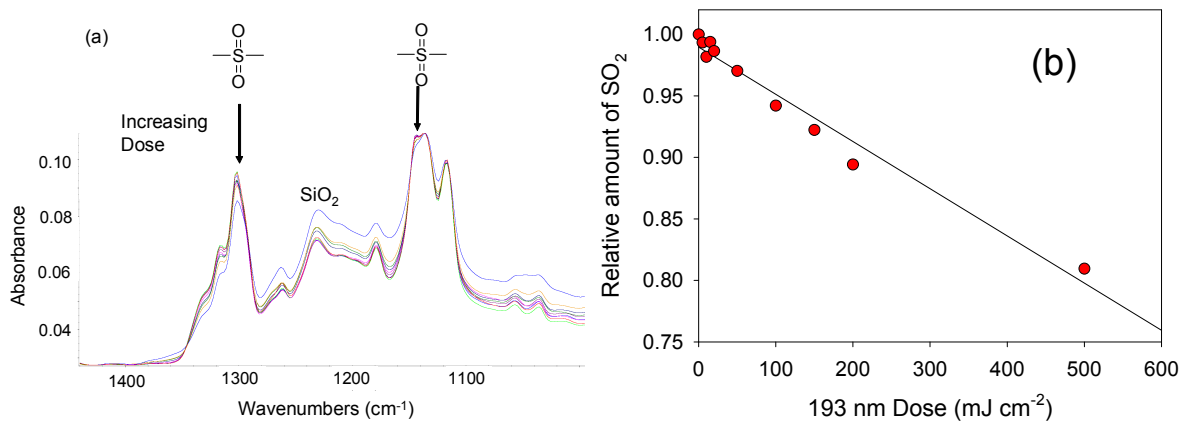 (a)
O
S
O
O
S
O
Increasing
Dose
SiO₂
Absorbance
0.10
0.08
0.06
0.04
1400
1300
1200
1100
Wavenumbers (cm⁻¹)
(b)
Relative amount of SO₂
1.00
0.95
0.90
0.85
0.80
0.75
0
100
200
300
400
500
600
193 nm Dose (mJ cm⁻²)